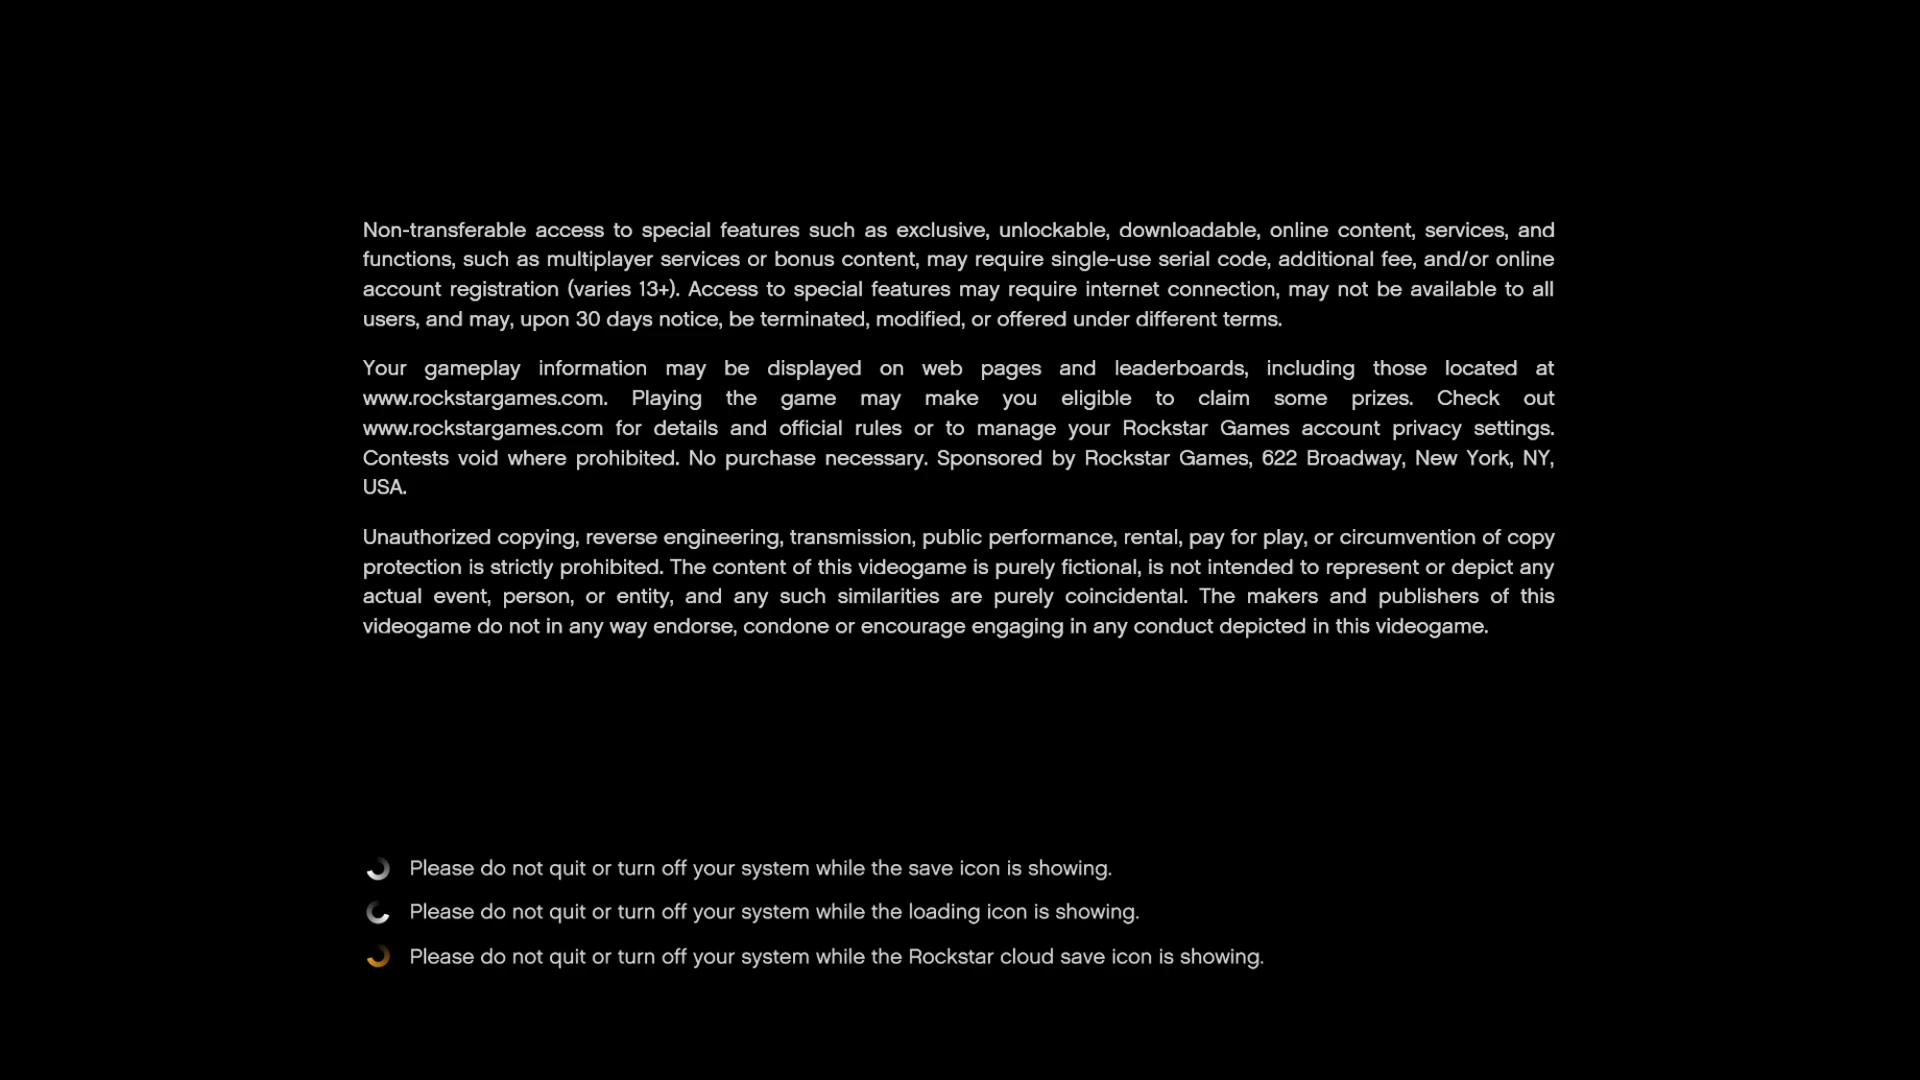 Non-transferable access to special features such as exclusive, unlockable, downloadable, online content, services, and
functions, such as multiplayer services or bonus content, may require single-use serial code, additional fee, and/or online
account registration (varies 13+). Access to special features may require internet connection, may not be available to all
users, and may, upon 30 days notice, be terminated, modified, or offered under different terms.
Your gameplay information may be displayed on web pages and leaderboards, including those located at
www.rockstargames.com. Playing the game may make you eligible to claim some prizes. Check out
www.rockstargames.com for details and official rules or to manage your Rockstar Games account privacy settings.
Contests void where prohibited. No purchase necessary. Sponsored by Rockstar Games, 622 Broadway, New York, NY,
USA.
Unauthorized copying, reverse engineering, transmission, public performance, rental, pay for play, or circumvention of copy
protection is strictly prohibited. The content of this videogame is purely fictional, is not intended to represent or depict any
actual event, person, or entity, and any such similarities are purely coincidental. The makers and publishers of this
videogame do not in any way endorse, condone or encourage engaging in any conduct depicted in this videogame.
Please do not quit or turn off your system while the save icon is showing.
Please do not quit or turn off your system while the loading icon is showing.
Please do not quit or turn off your system while the Rockstar cloud save icon is showing.